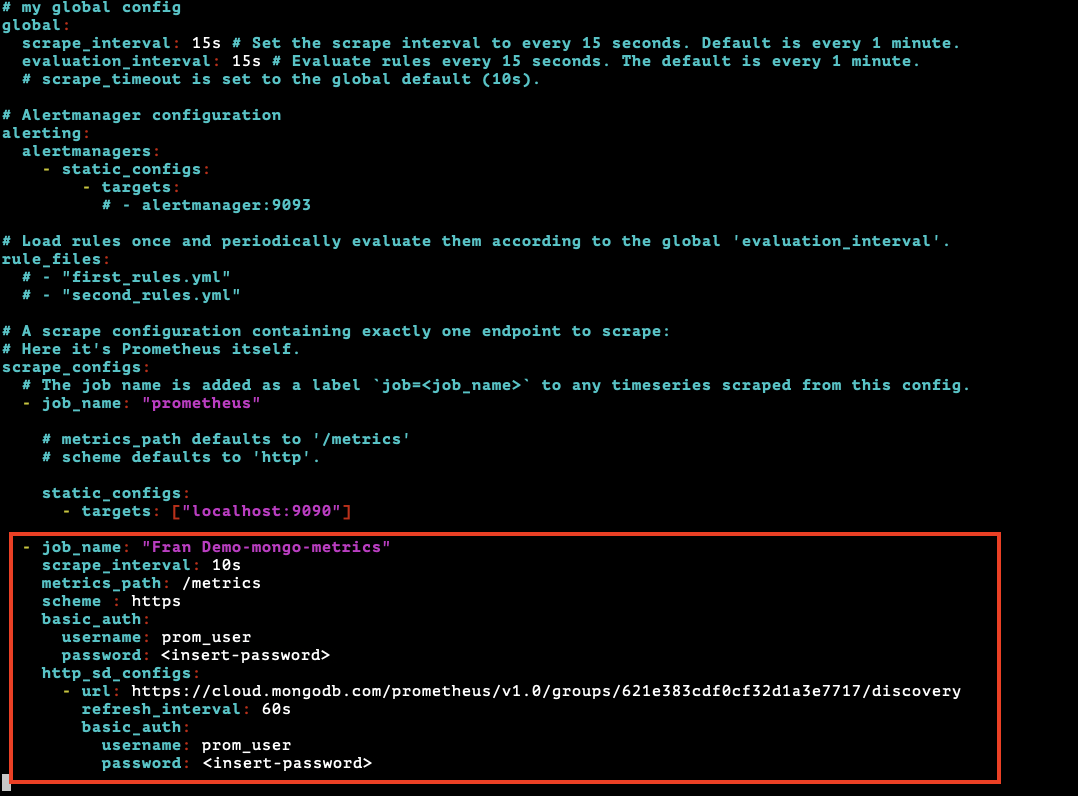 # my global config
global:
  scrape_interval: 15s # Set the scrape interval to every 15 seconds. Default is every 1 minute.
  evaluation_interval: 15s # Evaluate rules every 15 seconds. The default is every 1 minute.
  # scrape_timeout is set to the global default (10s).

# Alertmanager configuration
alerting:
  alertmanagers:
    - static_configs:
        - targets:
          # - alertmanager:9093

# Load rules once and periodically evaluate them according to the global 'evaluation_interval'.
rule_files:
  # - "first_rules.yml"
  # - "second_rules.yml"

# A scrape configuration containing exactly one endpoint to scrape:
# Here it's Prometheus itself.
scrape_configs:
  # The job name is added as a label `job=<job_name>` to any timeseries scraped from this config.
  - job_name: "prometheus"

    # metrics_path defaults to '/metrics'
    # scheme defaults to 'http'.

    static_configs:
      - targets: ["localhost:9090"]

  - job_name: "Fran Demo-mongo-metrics"
    scrape_interval: 10s
    metrics_path: /metrics
    scheme : https
    basic_auth:
      username: prom_user
      password: <insert-password>
    http_sd_configs:
      - url: https://cloud.mongodb.com/prometheus/v1.0/groups/621e383cdf0cf32d1a3e7717/discovery
        refresh_interval: 60s
        basic_auth:
          username: prom_user
          password: <insert-password>